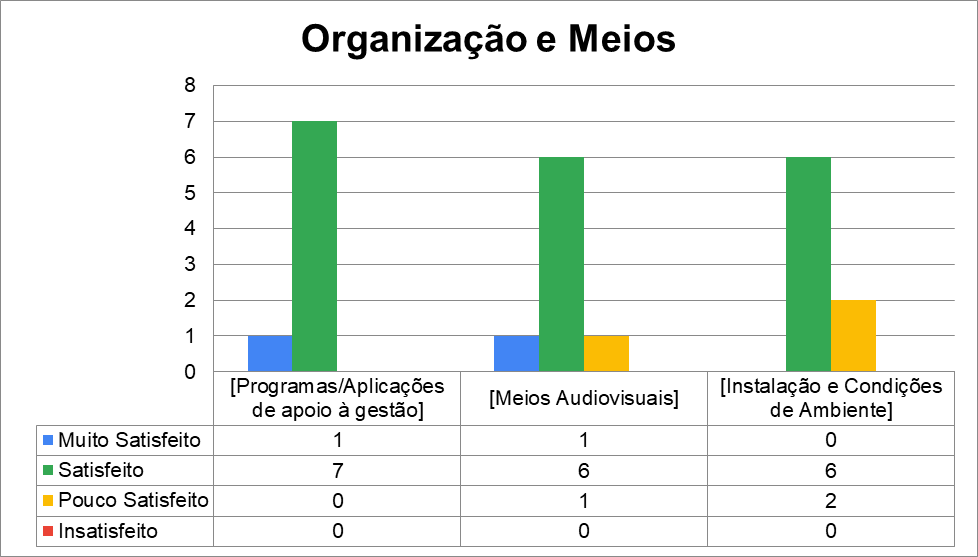 Organização e Meios
8
7
6
5
4
3
2
1
0
[Programas/Aplicações
de apoio à gestão]
[Meios Audiovisuais]
[Instalação e Condições
de Ambiente]
Muito Satisfeito 1 1 0
Satisfeito 7 6 6
Pouco Satisfeito 0 1 2
Insatisfeito 0 0 0